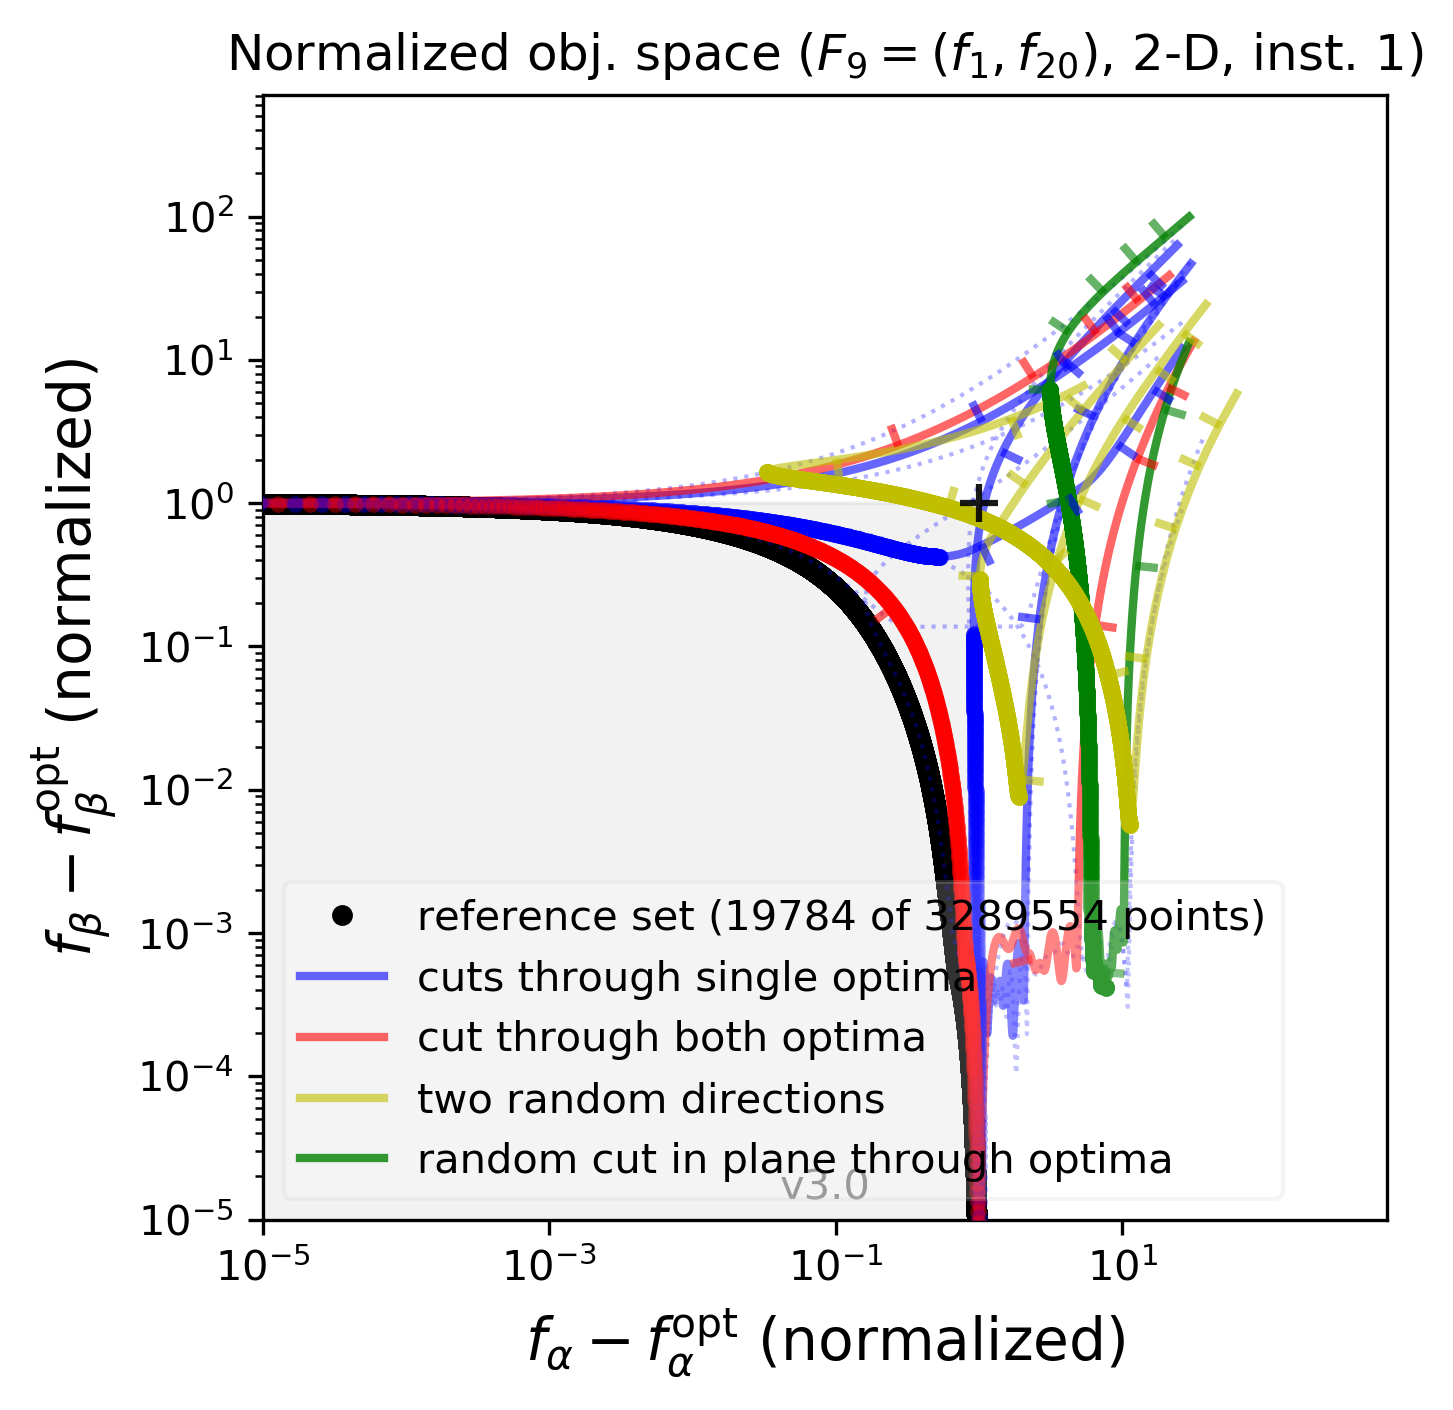 Normalized obj. space (F₉ = (f₁, f₂₀), 2-D, inst. 1)
f_β − f_β^opt (normalized)
10²
10¹
10⁰
10⁻¹
10⁻²
10⁻³
10⁻⁴
10⁻⁵
reference set (19784 of 3289554 points)
cuts through single optima
cut through both optima
two random directions
random cut in plane through optima
v3.0
10⁻⁵ 10⁻³ 10⁻¹ 10¹
f_α − f_α^opt (normalized)